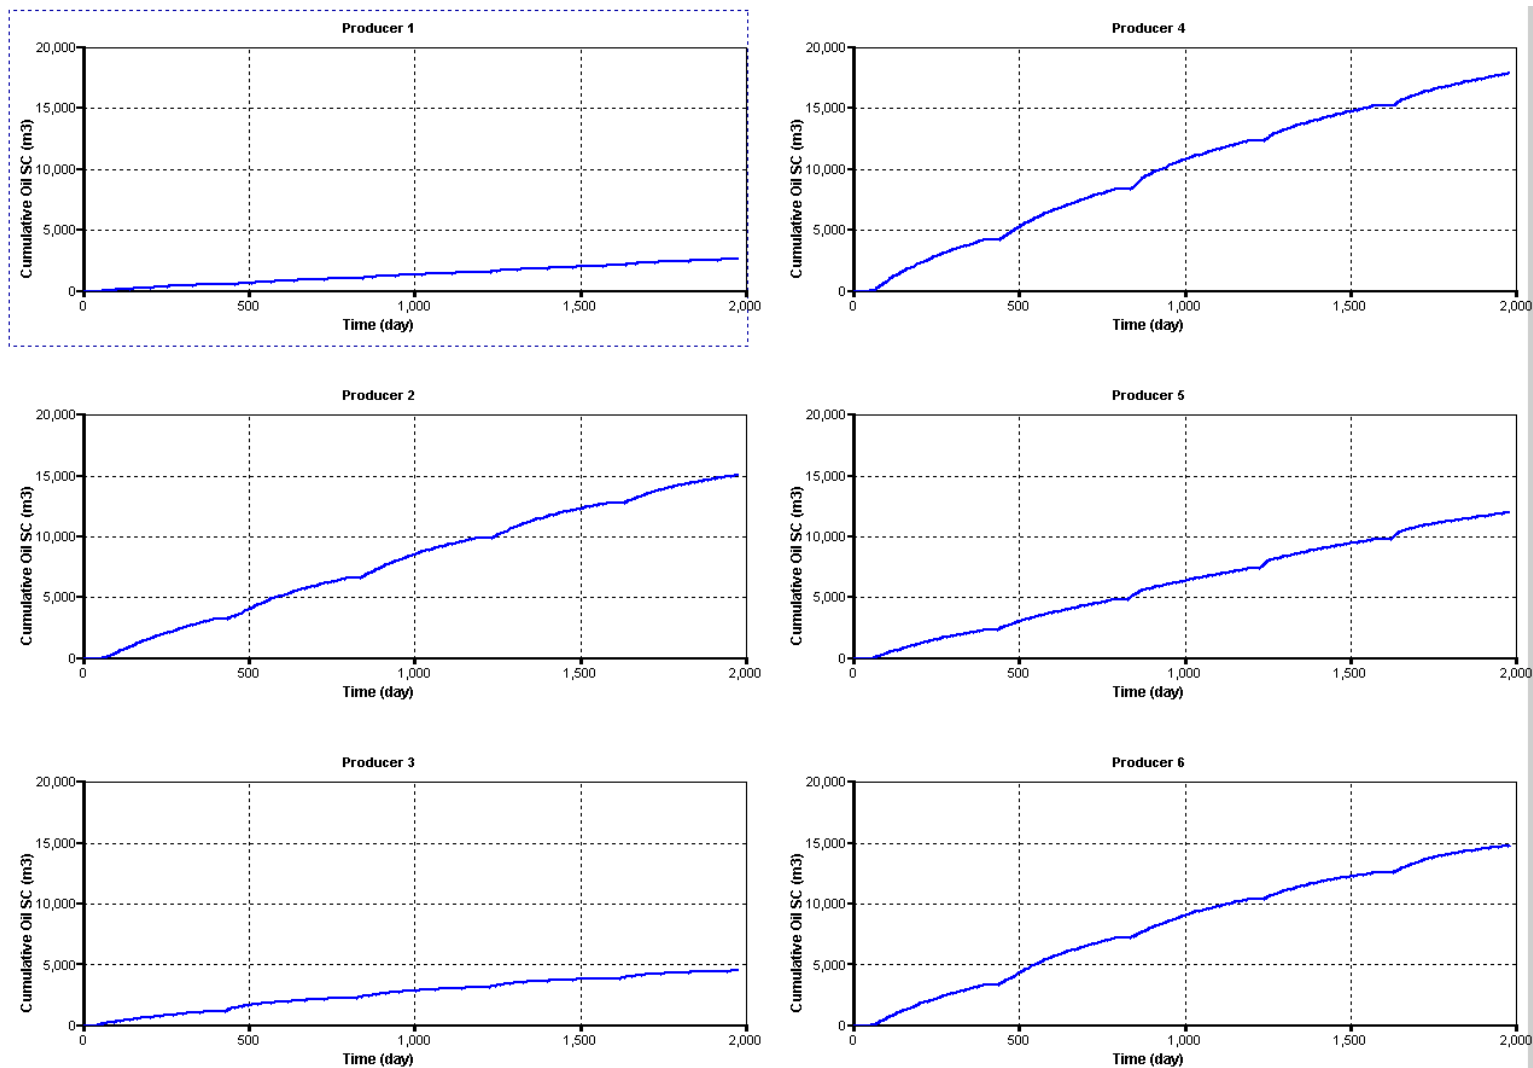 Producer 1
20,000
15,000
10,000
5,000
0
Cumulative Oil SC (m3)
0 500 1,000 1,500 2,000
Time (day)
Producer 4
20,000
15,000
10,000
5,000
0
Cumulative Oil SC (m3)
0 500 1,000 1,500 2,000
Time (day)
Producer 2
20,000
15,000
10,000
5,000
0
Cumulative Oil SC (m3)
0 500 1,000 1,500 2,000
Time (day)
Producer 5
20,000
15,000
10,000
5,000
0
Cumulative Oil SC (m3)
0 500 1,000 1,500 2,000
Time (day)
Producer 3
20,000
15,000
10,000
5,000
0
Cumulative Oil SC (m3)
0 500 1,000 1,500 2,000
Time (day)
Producer 6
20,000
15,000
10,000
5,000
0
Cumulative Oil SC (m3)
0 500 1,000 1,500 2,000
Time (day)